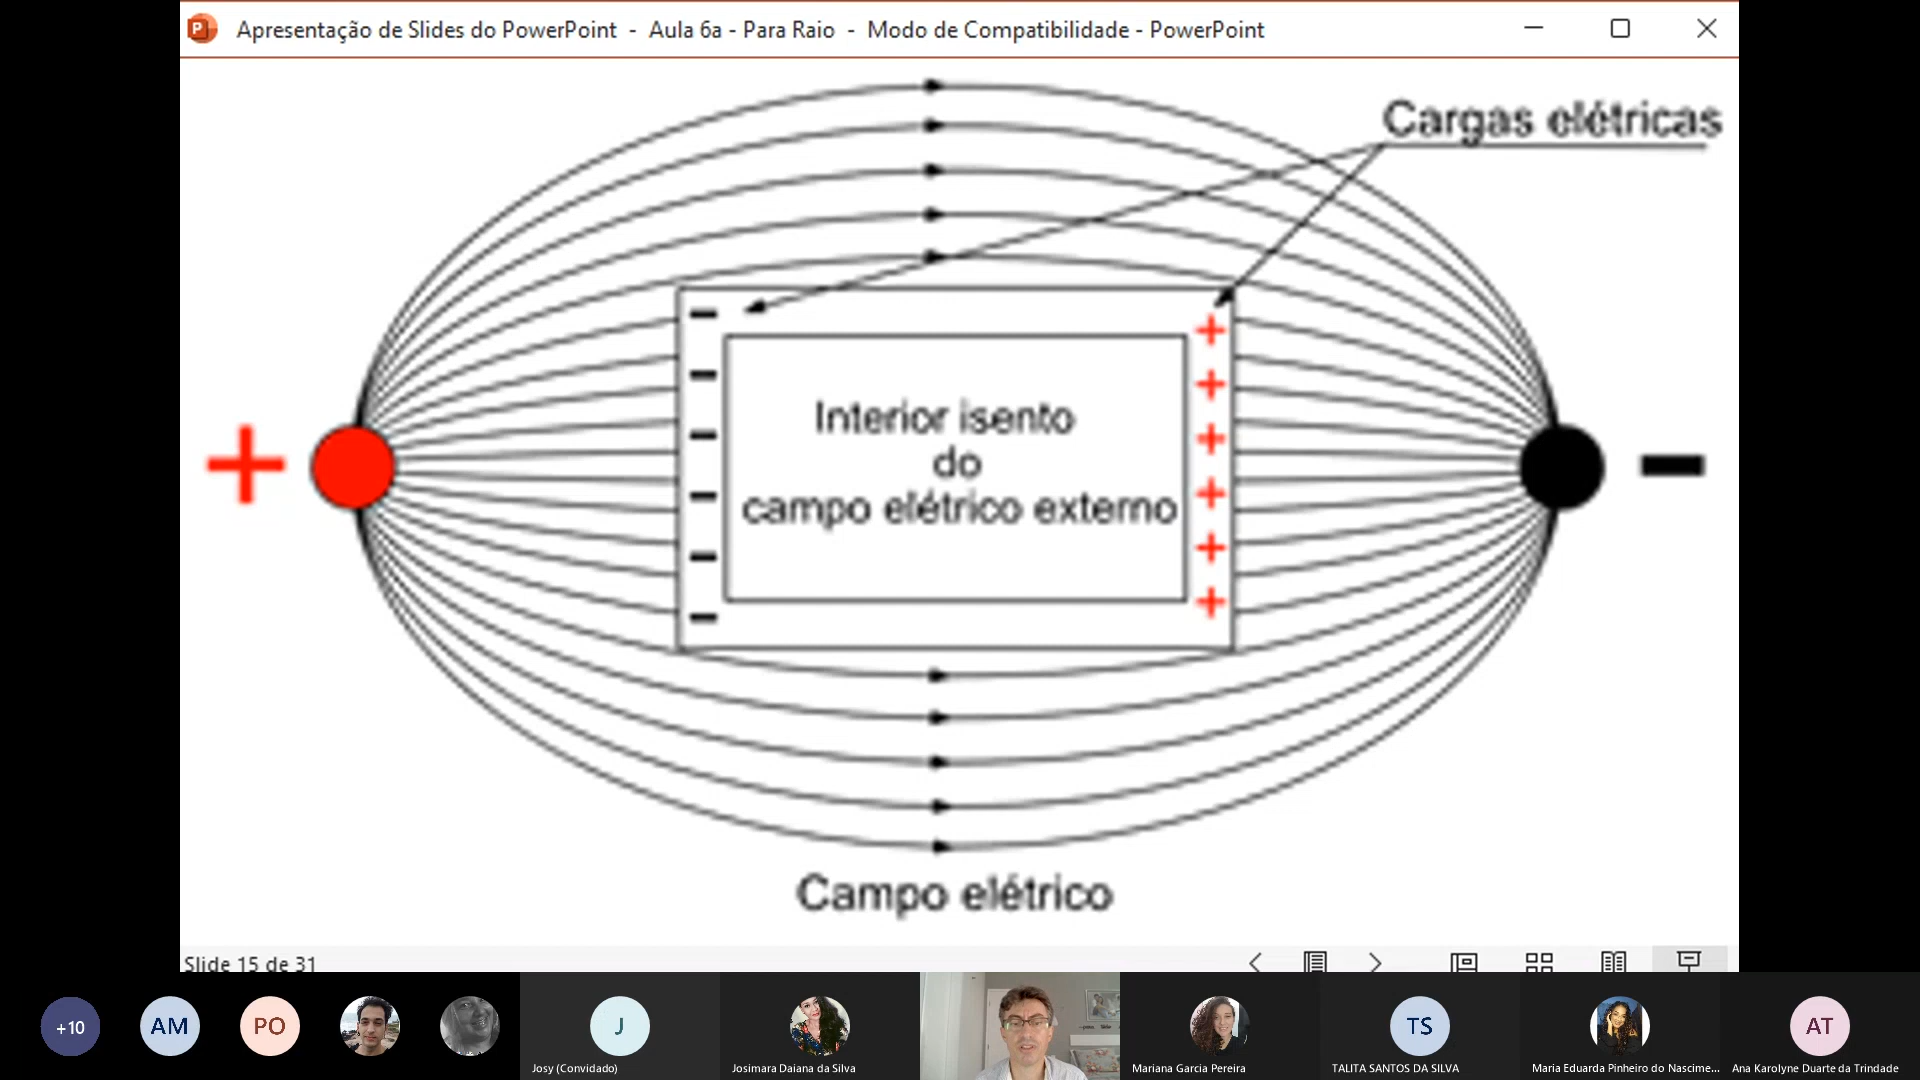 Apresentação de Slides do PowerPoint - Aula 6a - Para Raio - Modo de Compatibilidade - PowerPoint
Cargas elétricas
Interior isento
do
campo elétrico externo
Campo elétrico
Slide 15 de 31
+10
AM
PO
J
TS
AT
Josy (Convidado)
Josimara Daiana da Silva
Mariana Garcia Pereira
TALITA SANTOS DA SILVA
Maria Eduarda Pinheiro do Nascime...
Ana Karolyne Duarte da Trindade